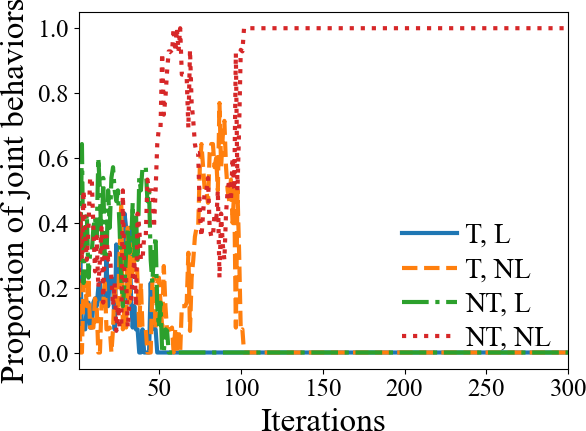 Proportion of joint behaviors
1.0
0.8
0.6
0.4
0.2
0.0
T, L
T, NL
NT, L
NT, NL
50
100
150
200
250
300
Iterations